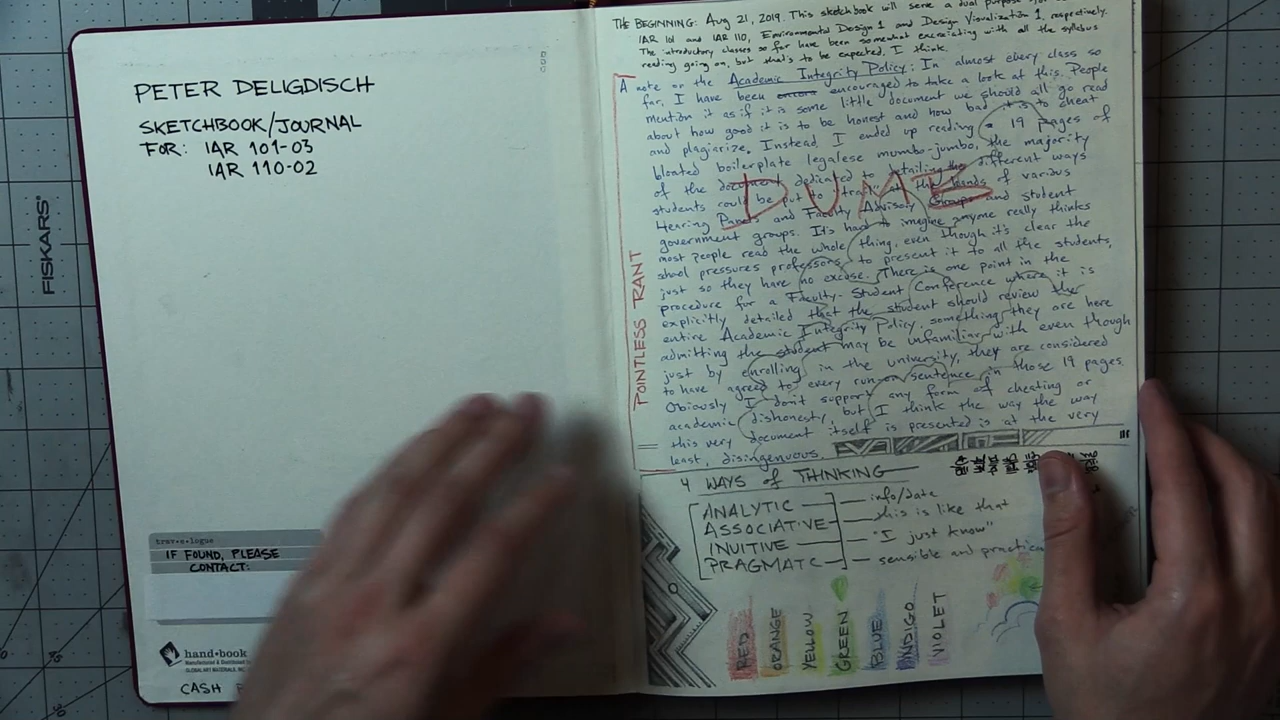 PETER DELIGDISCH
SKETCHBOOK/JOURNAL
FOR: IAR 101-03
IAR 110-02
FISKARS
trav•e•logue
IF FOUND, PLEASE
CONTACT:
hand•book
CASH
THE BEGINNING: Aug 21, 2019. This sketchbook will serve a dual purpose for
IAR 101 and IAR 110, Environmental Design 1 and Design Visualization 1, respectively.
The introductory classes so far have been somewhat excruciating with all the syllabus
reading going on, but that's to be expected, I think.
A note on the Academic Integrity Policy: In almost every class so
far, I have been encouraged to take a look at this. People
mention it as if it is some little document we should all go read
about how good it is to be honest and how bad it is to cheat
and plagiarize. Instead I ended up reading 19 pages of
bloated boilerplate legalese mumbo-jumbo, the majority
of the document dedicated to detailing the different ways
students could be put to trial at the hands of various
Hearing Panels and Faculty Advisory Groups and student
government groups. It's hard to imagine anyone really thinks
most people read the whole thing, even though it's clear the
school pressures professors to present it to all the students,
just so they have no excuse. There is one point in the
procedure for a Faculty-Student Conference where it is
explicitly detailed that the student should review the
entire Academic Integrity Policy, something they are here
admitting the student may be unfamiliar with even though
just by enrolling in the university, they are considered
to have agreed to every run-on sentence in those 19 pages.
Obiously I don't support any form of cheating or
academic dishonesty, but I think the way the way
this very document itself is presented is at the very
least, disingenuous.
DUMB
POINTLESS RANT
4 WAYS of THINKING
ANALYTIC — info/data
ASSOCIATIVE — this is like that
INUITIVE — "I just know"
PRAGMATC — sensible and practical
RED
ORANGE
YELLOW
GREEN
BLUE
INDIGO
VIOLET